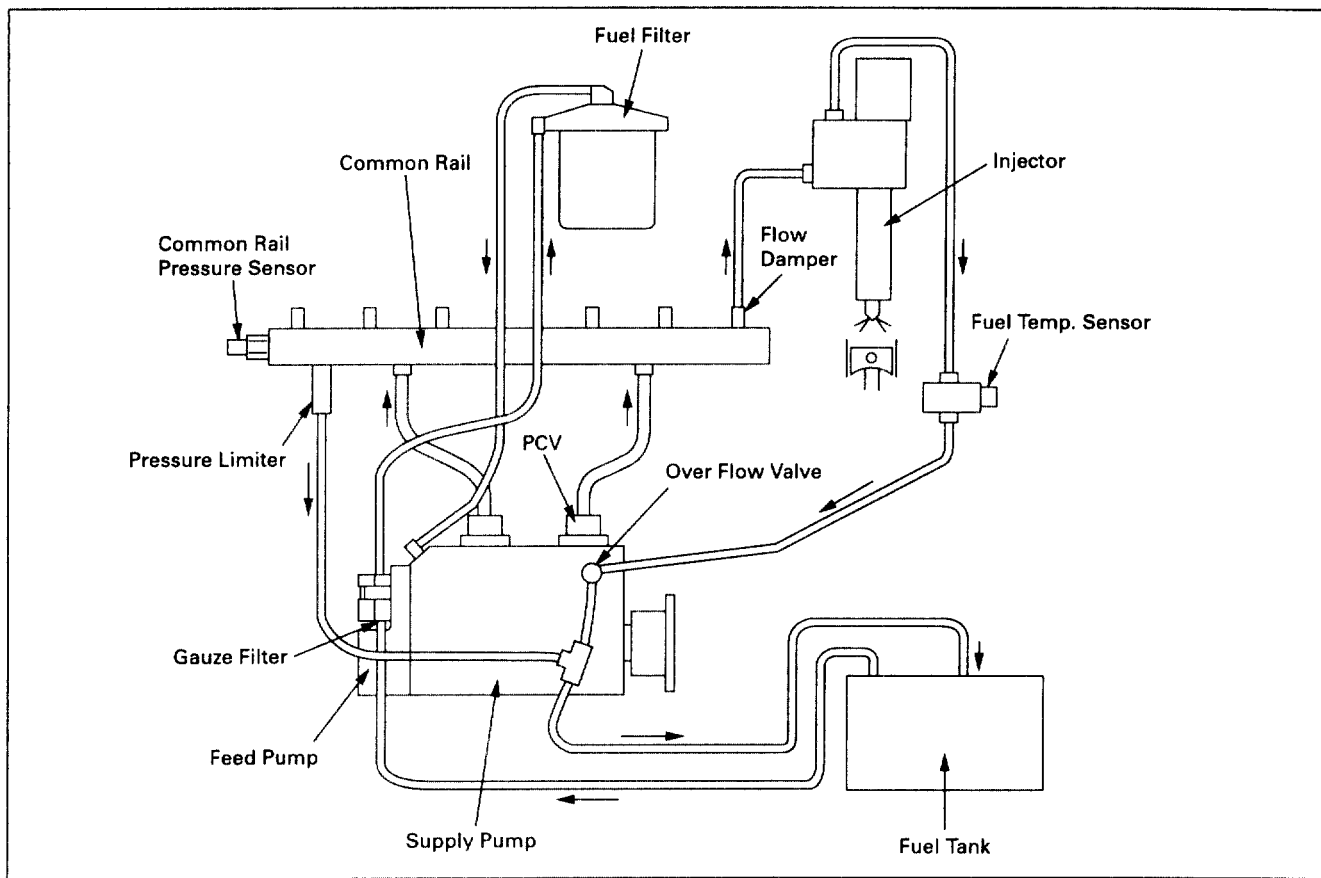 Fuel Filter
Common Rail
Injector
Common Rail
Pressure Sensor
Flow
Damper
Fuel Temp. Sensor
PCV
Pressure Limiter
Over Flow Valve
Gauze Filter
Feed Pump
Supply Pump
Fuel Tank